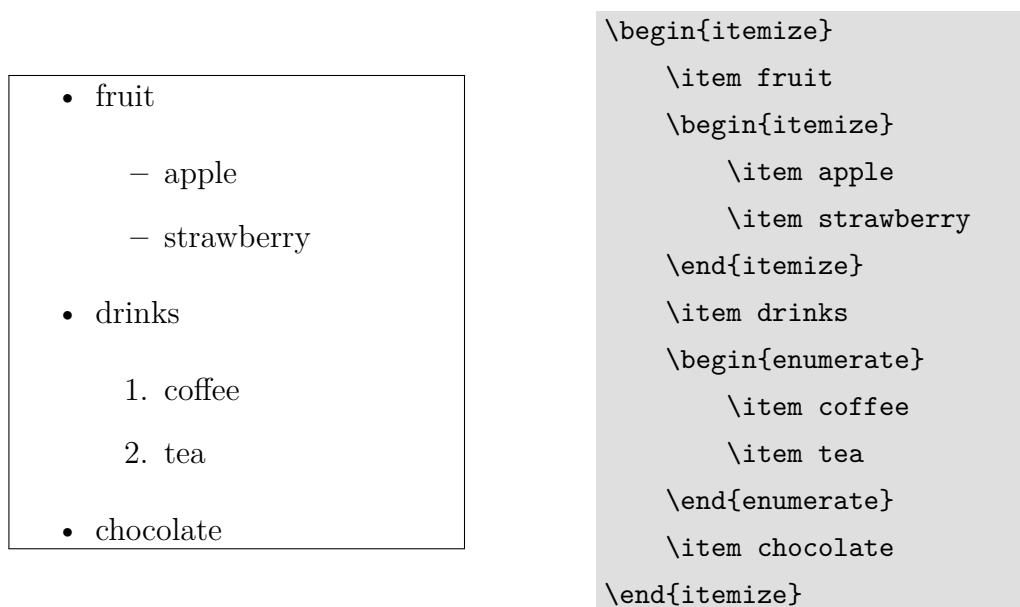 • fruit
– apple
– strawberry
• drinks
1. coffee
2. tea
• chocolate
\begin{itemize}
    \item fruit
    \begin{itemize}
        \item apple
        \item strawberry
    \end{itemize}
    \item drinks
    \begin{enumerate}
        \item coffee
        \item tea
    \end{enumerate}
    \item chocolate
\end{itemize}